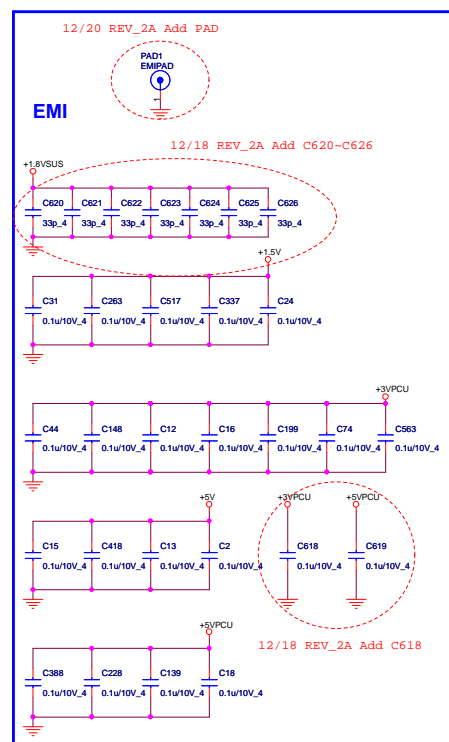 12/20 REV_2A Add PAD
PAD1
EMIPAD
1
EMI
12/18 REV_2A Add C620~C626
+1.8VSUS
C620 C621 C622 C623 C624 C625 C626
33p_4 33p_4 33p_4 33p_4 33p_4 33p_4 33p_4
+1.5V
C31 C263 C517 C337 C24
0.1u/10V_4 0.1u/10V_4 0.1u/10V_4 0.1u/10V_4 0.1u/10V_4
+3VPCU
C44 C148 C12 C16 C199 C74 C563
0.1u/10V_4 0.1u/10V_4 0.1u/10V_4 0.1u/10V_4 0.1u/10V_4 0.1u/10V_4 0.1u/10V_4
+5V +3VPCU +5VPCU
C15 C418 C13 C2 C618 C619
0.1u/10V_4 0.1u/10V_4 0.1u/10V_4 0.1u/10V_4 0.1u/10V_4 0.1u/10V_4
+5VPCU
12/18 REV_2A Add C618
C388 C228 C139 C18
0.1u/10V_4 0.1u/10V_4 0.1u/10V_4 0.1u/10V_4